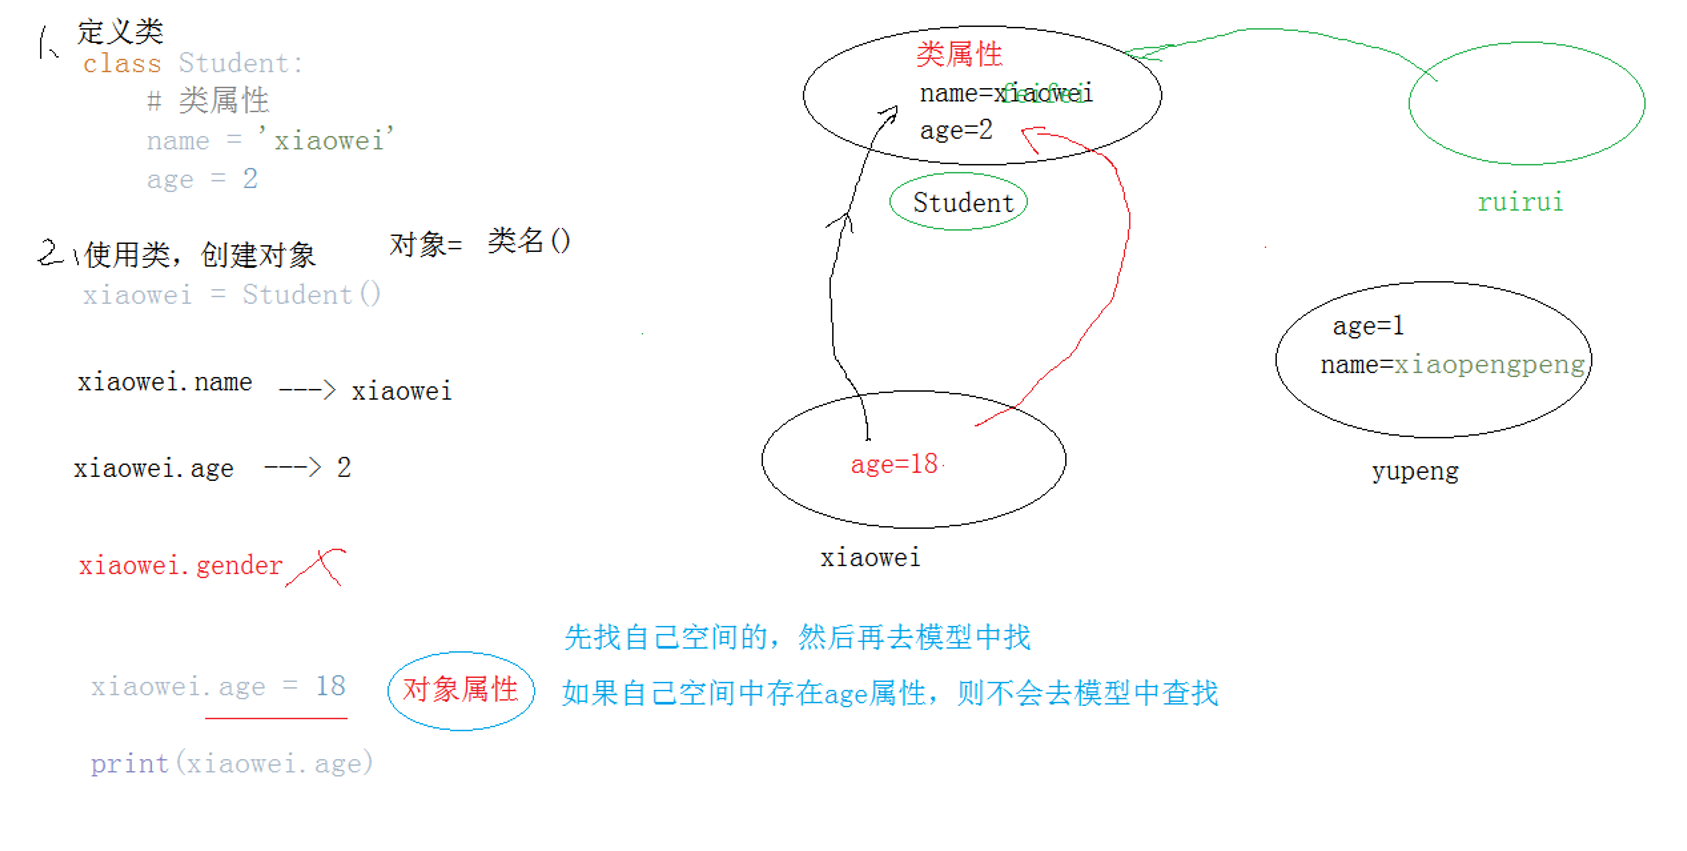 1、 定义类
class Student:
# 类属性
name = 'xiaowei'
age = 2
2、使用类，创建对象
对象= 类名()
xiaowei = Student()
xiaowei.name ---> xiaowei
xiaowei.age ---> 2
xiaowei.gender
xiaowei.age = 18
对象属性
print(xiaowei.age)
先找自己空间的，然后再去模型中找
如果自己空间中存在age属性，则不会去模型中查找
类属性
name=xiaowei
feifei
age=2
Student
age=18
xiaowei
ruirui
age=1
name=xiaopengpeng
yupeng